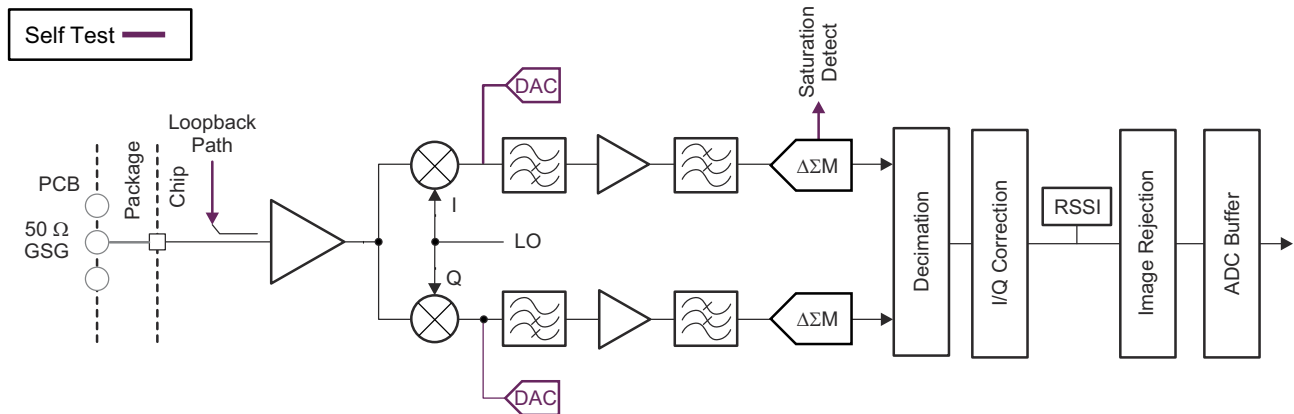 Self Test
Saturation
Detect
DAC
Loopback
Path
PCB
Package
Chip
50 Ω
GSG
I
LO
Q
ΔΣM
ΔΣM
DAC
Decimation
I/Q Correction
RSSI
Image Rejection
ADC Buffer